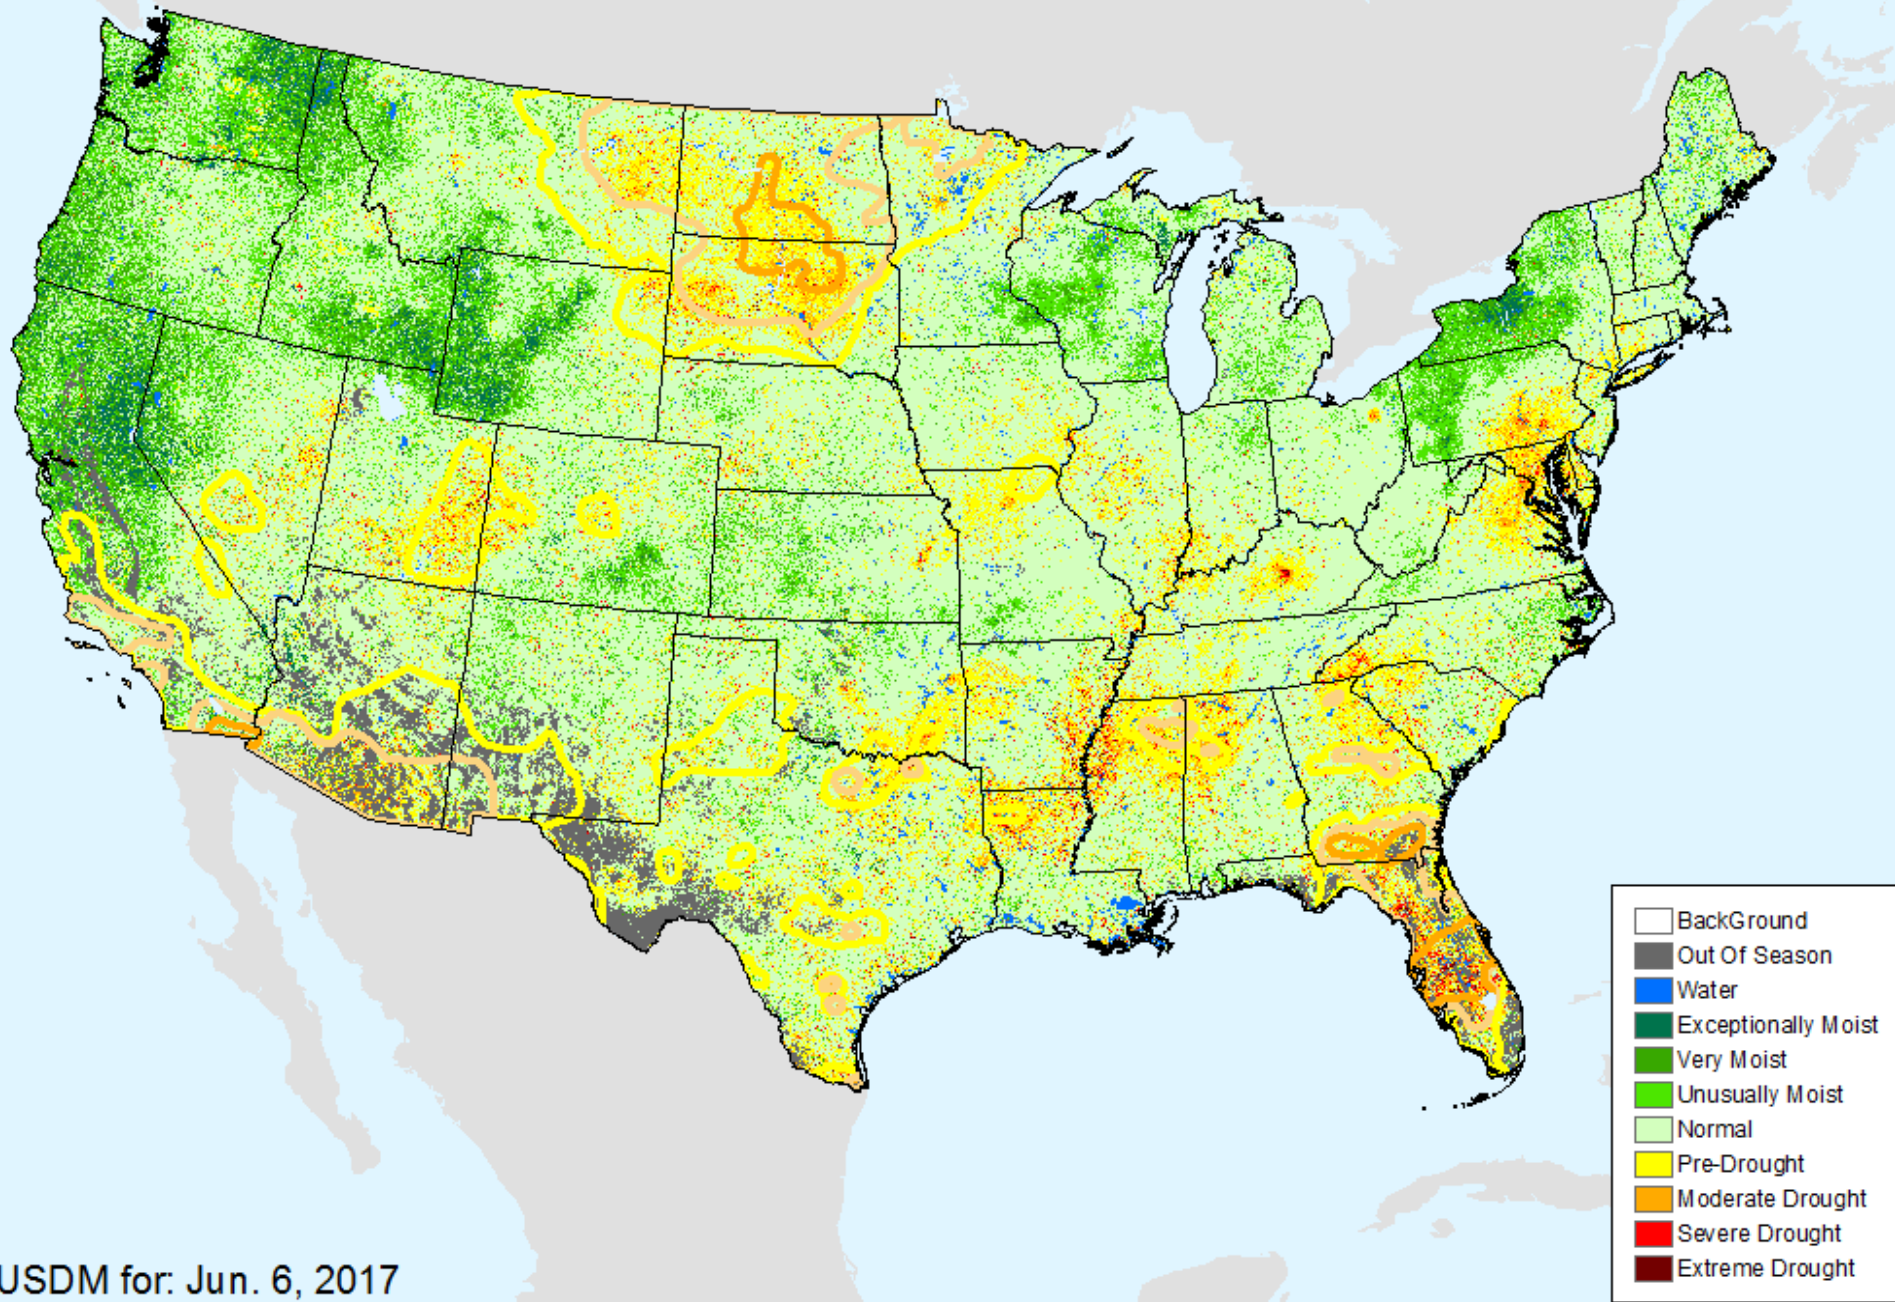 BackGround
Out Of Season
Water
Exceptionally Moist
Very Moist
Unusually Moist
Normal
Pre-Drought
Moderate Drought
Severe Drought
Extreme Drought
USDM for: Jun. 6, 2017